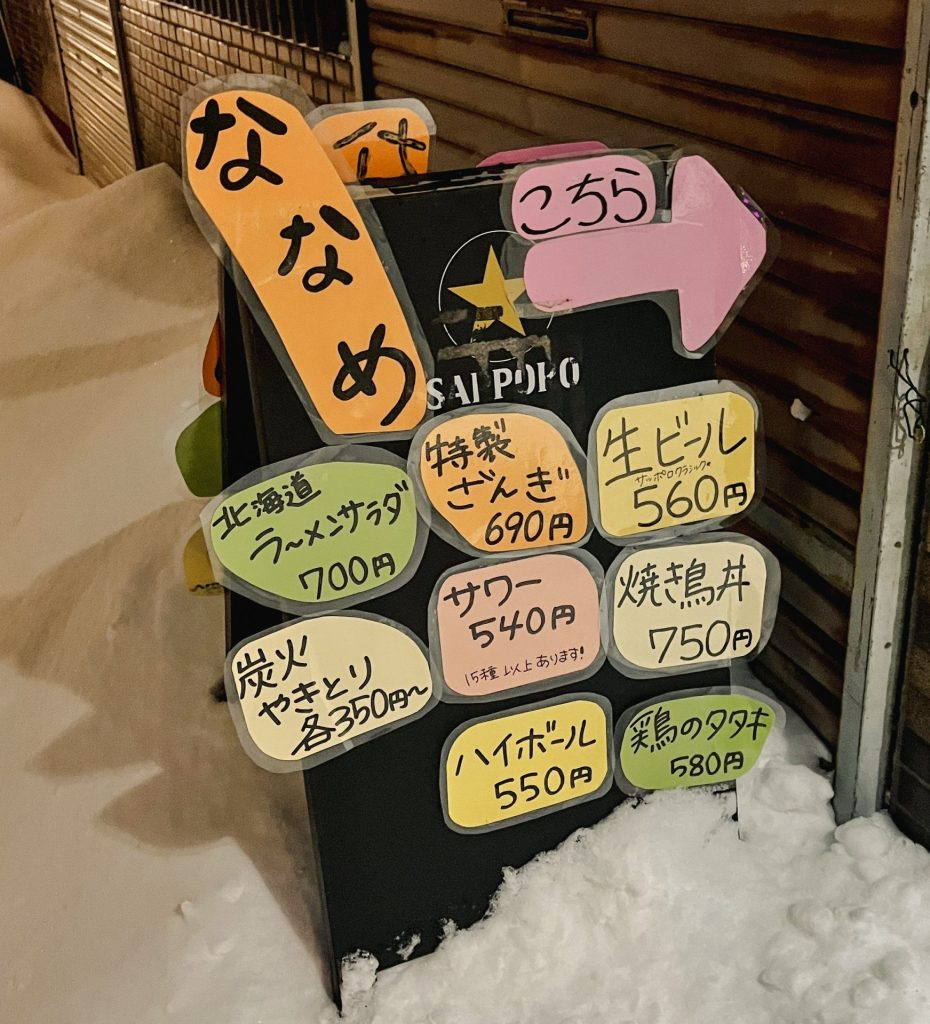 ななめ
こちら
SAPPORO
特製
ざんぎ
690円
生ビール
サッポロクラシック
560円
北海道
ラーメンサラダ
700円
サワー
540円
15種以上あります!
焼き鳥丼
750円
炭火
やきとり
各350円~
ハイボール
550円
鶏のタタキ
580円